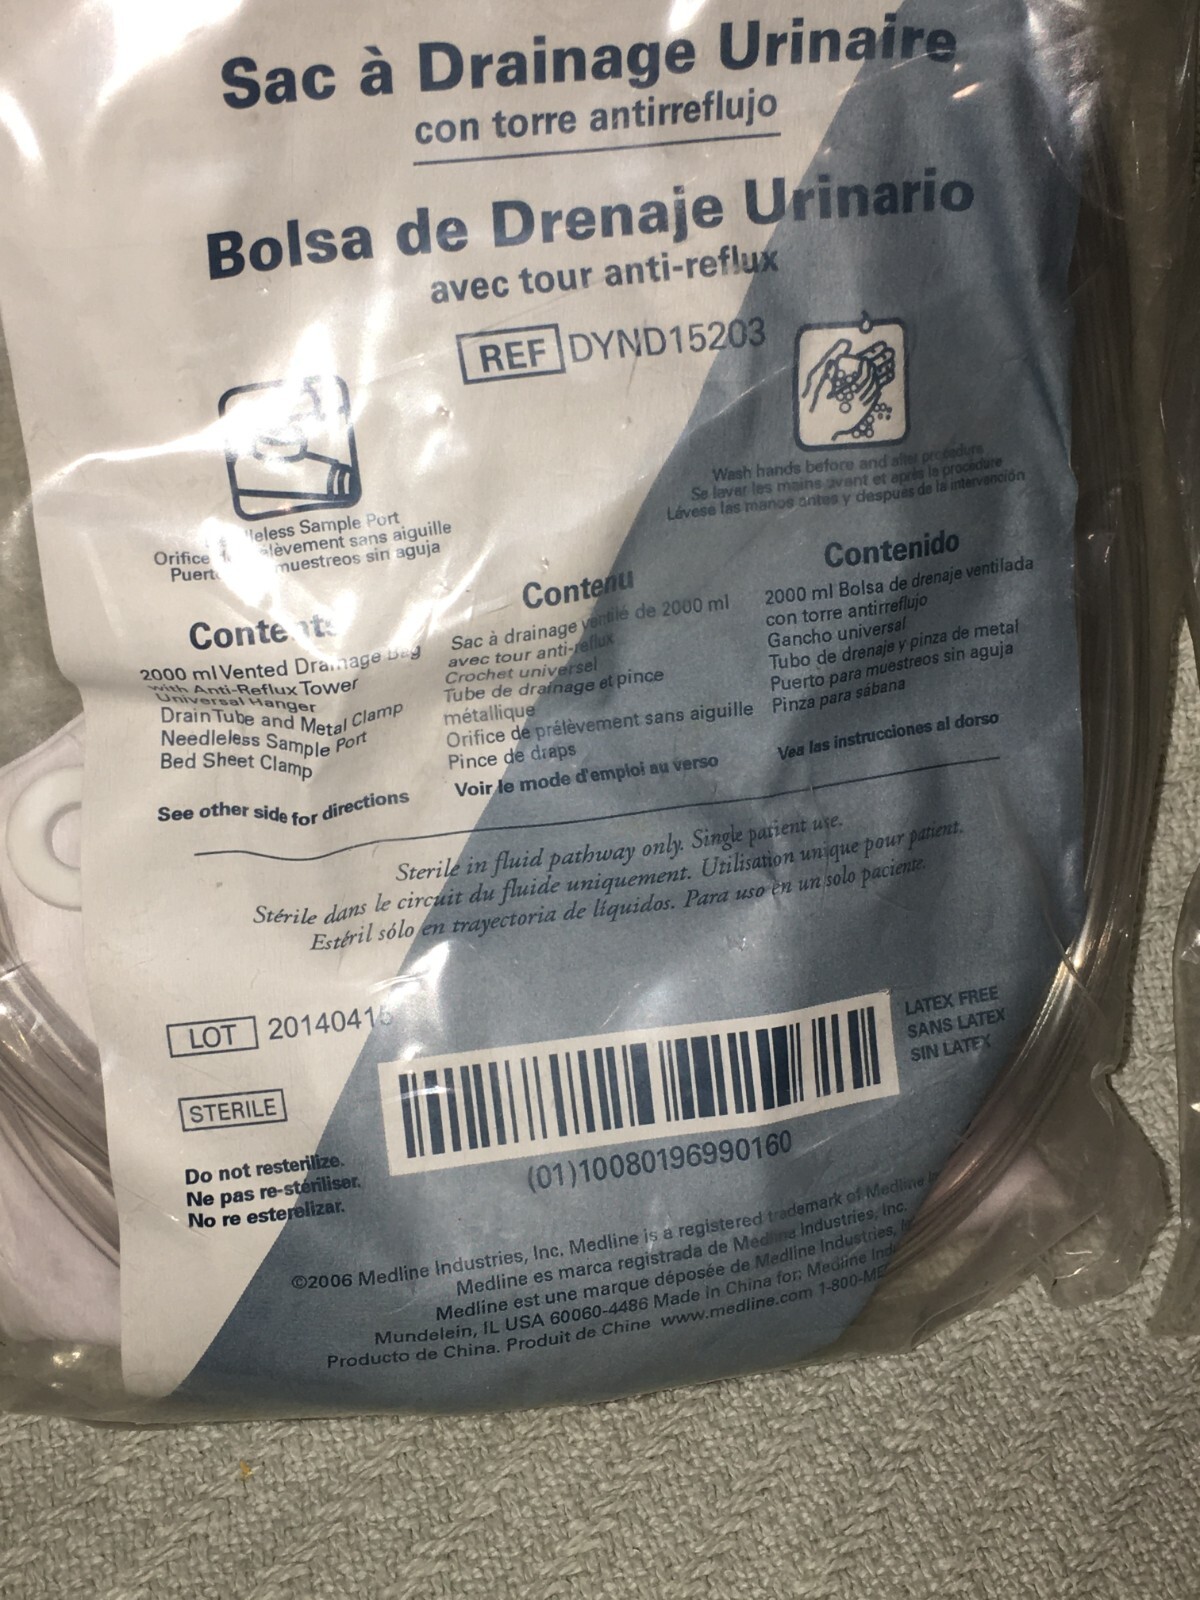 Sac à Drainage Urinaire
con torre antirreflujo
Bolsa de Drenaje Urinario
avec tour anti-reflux
REF DYND15203
Wash hands before and after procedure
Se laver les mains avant et après la procédure
Lávese las manos antes y después de la intervención
Sample Port
Orifice prélèvement sans aiguille
muestreos sin aguja
Contents
2000 ml Vented Drainage Bag
with Anti-Reflux Tower
Universal Hanger
Drain Tube and Metal Clamp
Needleless Sample Port
Bed Sheet Clamp
See other side for directions
Contenu
Sac à drainage ventilé de 2000 ml
avec tour anti-reflux
Crochet universel
Tube de drainage et pince
métallique
Orifice de prélèvement sans aiguille
Pince de draps
Voir le mode d'emploi au verso
Contenido
2000 ml Bolsa de drenaje ventilada
con torre antirreflujo
Gancho universal
Tubo de drenaje y pinza de metal
Puerto para muestreos sin aguja
Pinza para sábana
Vea las instrucciones al dorso
Sterile in fluid pathway only. Single patient use.
Stérile dans le circuit du fluide uniquement. Utilisation unique pour patient.
Estéril sólo en trayectoria de líquidos. Para uso en un solo paciente.
LOT 20140415
LATEX FREE
SANS LATEX
SIN LATEX
STERILE
Do not resterilize.
Ne pas re-stériliser.
No re esterelizar.
(01)10080196990160
©2006 Medline Industries, Inc. Medline is a registered trademark of Medline
Medline es marca registrada de Medline Industries, Inc.
Medline est une marque déposée de Medline Industries,
Mundelein, IL USA 60060-4486 Made in China for: Medline
Producto de China. Produit de Chine www.medline.com 1-800-ME